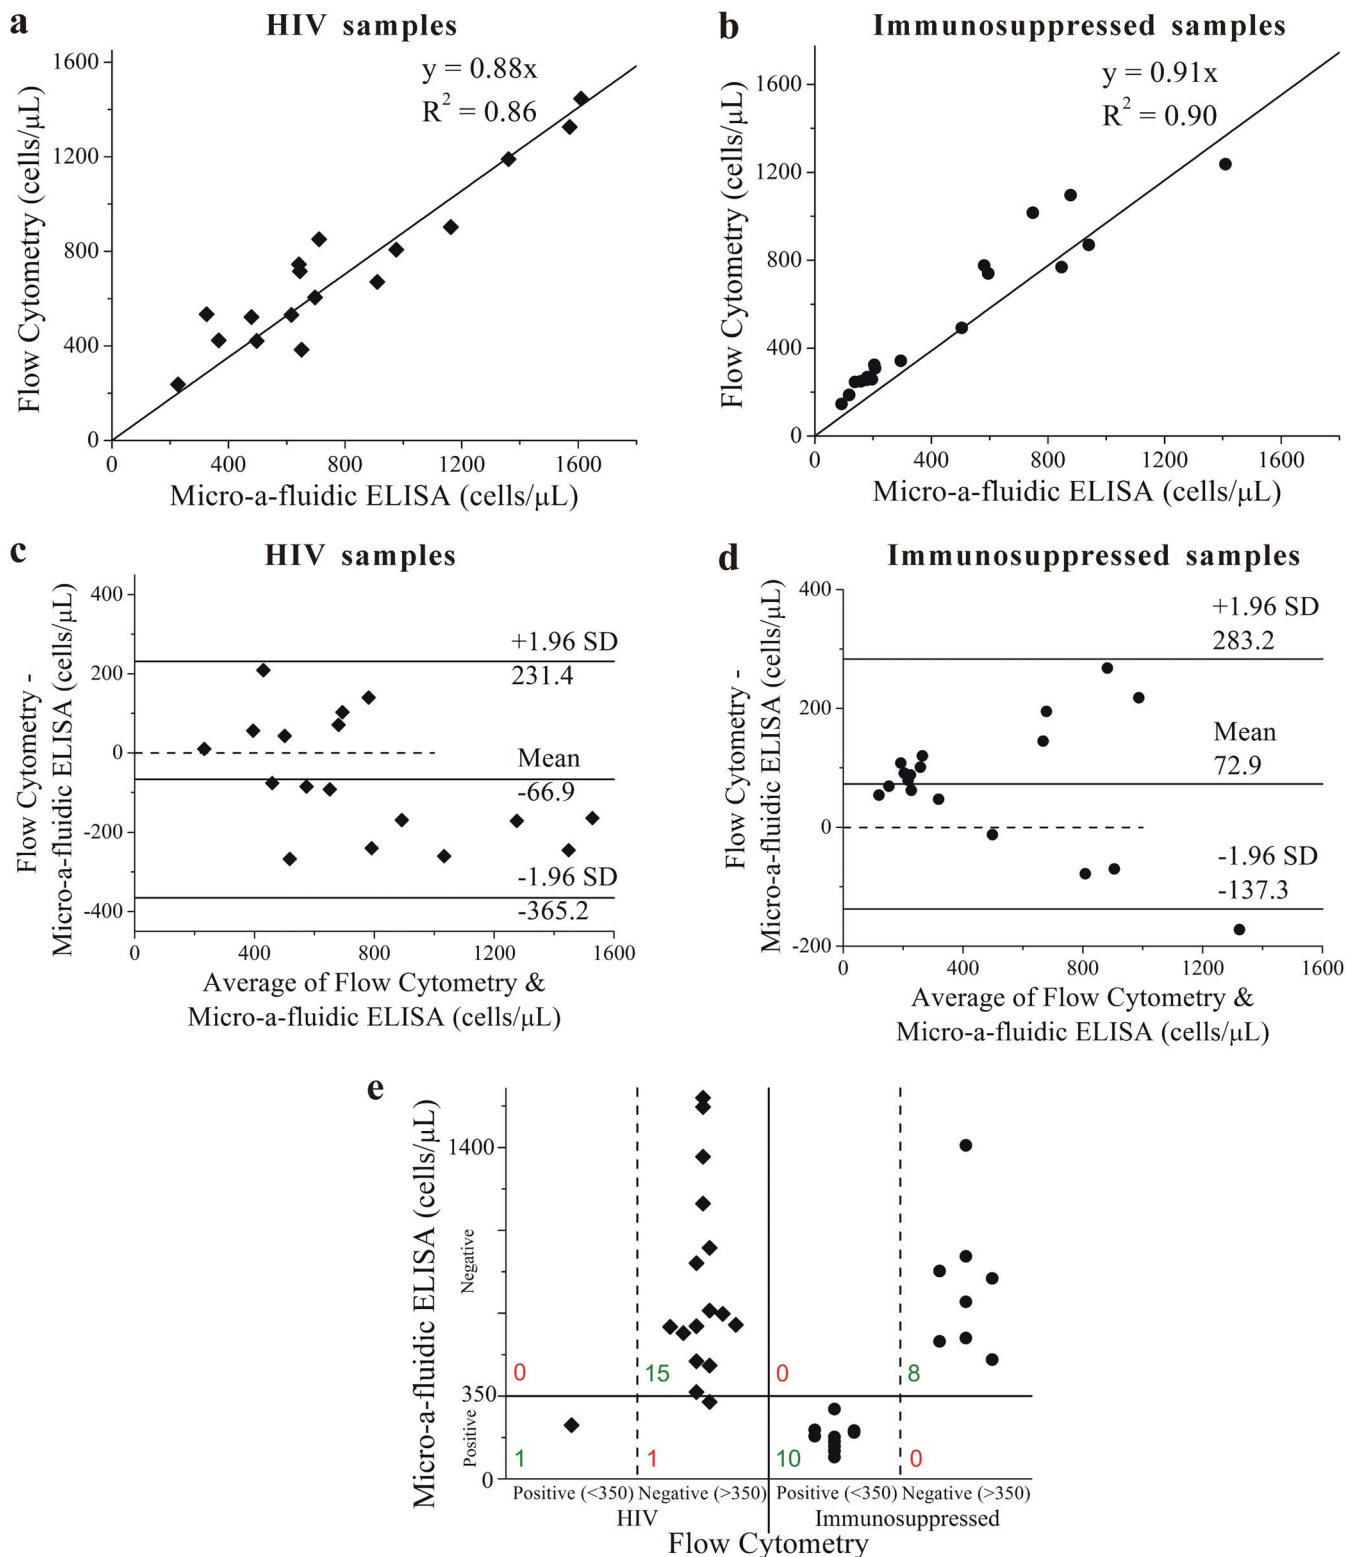 a
HIV samples
y = 0.88x
R² = 0.86
Flow Cytometry (cells/μL)
1600
1200
800
400
0
0 400 800 1200 1600
Micro-a-fluidic ELISA (cells/μL)
b
Immunosuppressed samples
y = 0.91x
R² = 0.90
Flow Cytometry (cells/μL)
1600
1200
800
400
0
0 400 800 1200 1600
Micro-a-fluidic ELISA (cells/μL)
c
HIV samples
Flow Cytometry -
Micro-a-fluidic ELISA (cells/μL)
400
200
0
-200
-400
+1.96 SD
231.4
Mean
-66.9
-1.96 SD
-365.2
0 400 800 1200 1600
Average of Flow Cytometry &
Micro-a-fluidic ELISA (cells/μL)
d
Immunosuppressed samples
Flow Cytometry -
Micro-a-fluidic ELISA (cells/μL)
400
200
0
-200
+1.96 SD
283.2
Mean
72.9
-1.96 SD
-137.3
0 400 800 1200 1600
Average of Flow Cytometry &
Micro-a-fluidic ELISA (cells/μL)
e
Micro-a-fluidic ELISA (cells/μL)
Negative
Positive
1400
350
0
0 15 0 8
1 1 10 0
Positive (<350) Negative (>350) Positive (<350) Negative (>350)
HIV Immunosuppressed
Flow Cytometry